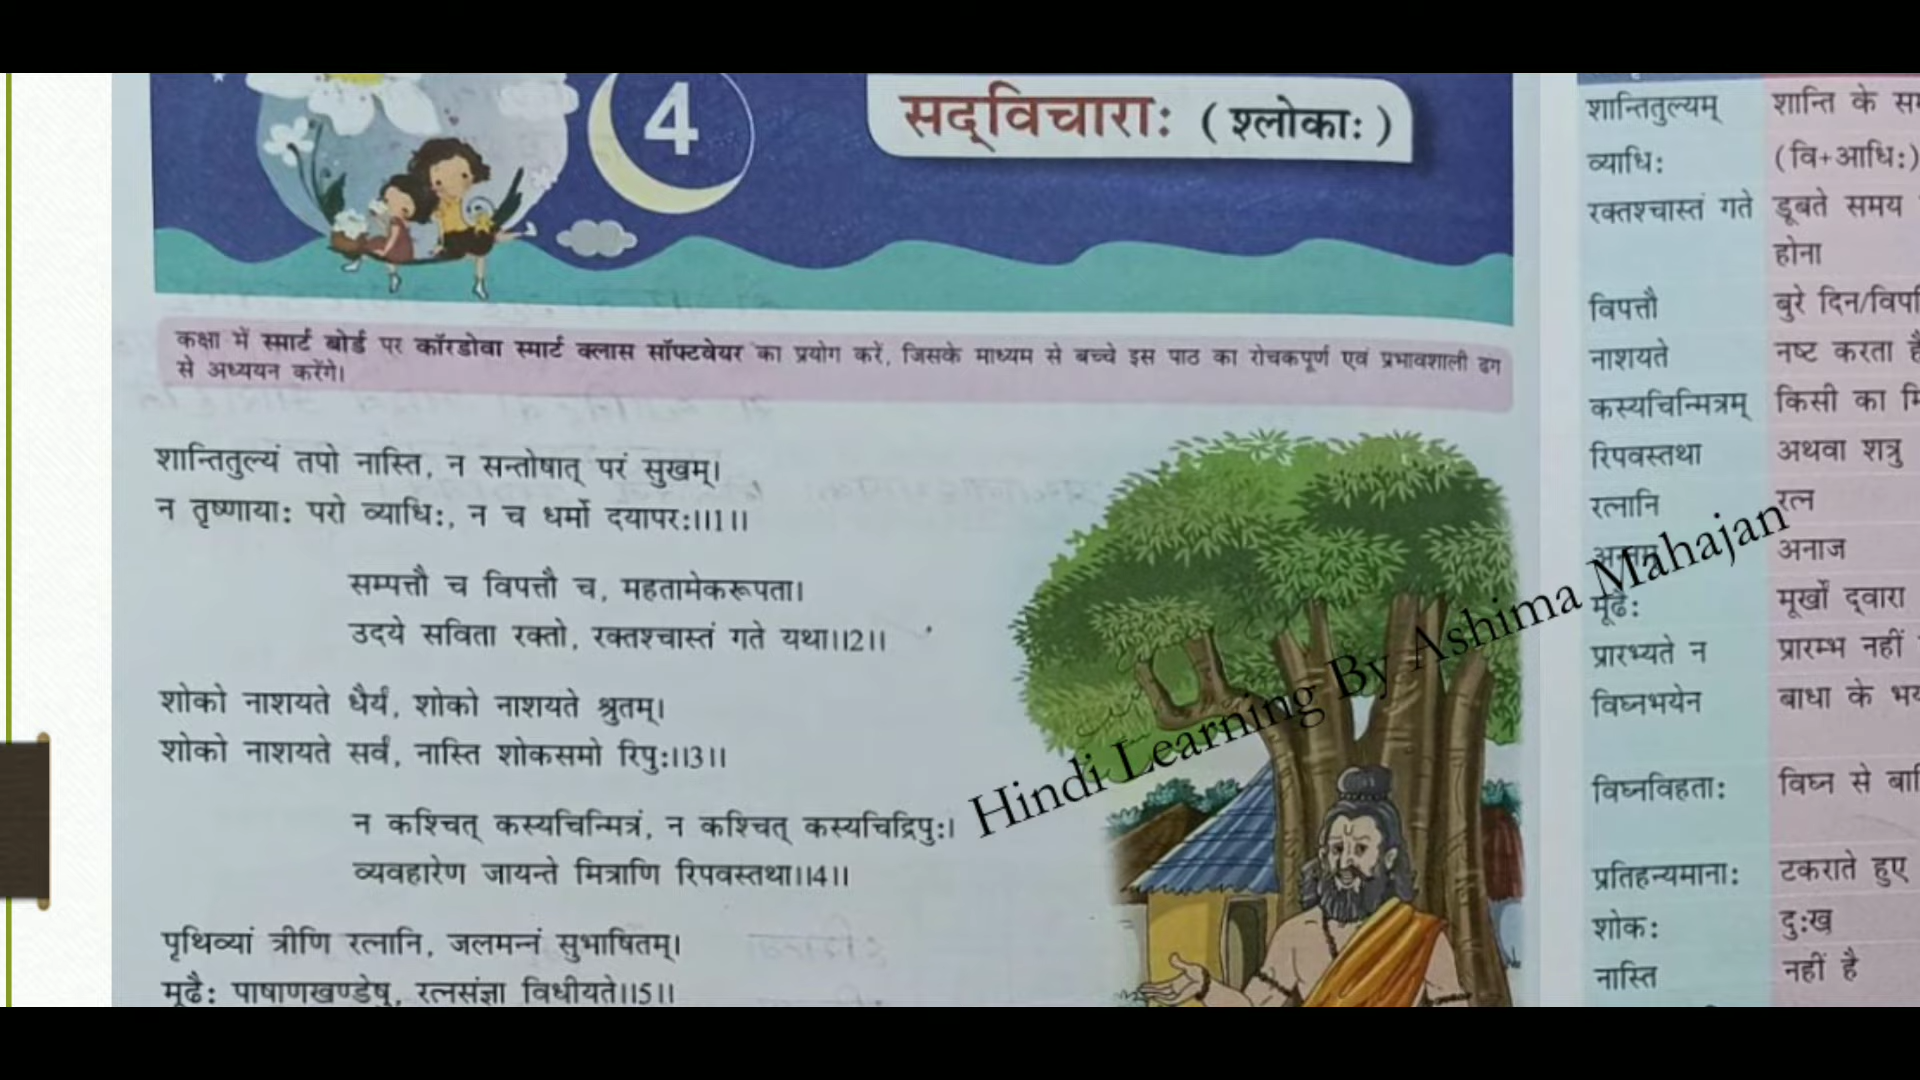 4
सद्‌विचाराः (श्लोकाः)
कक्षा में स्मार्ट बोर्ड पर कॉरडोवा स्मार्ट क्लास सॉफ्टवेयर का प्रयोग करें, जिसके माध्यम से बच्चे इस पाठ का रोचकपूर्ण एवं प्रभावशाली ढंग
से अध्ययन करेंगे।
शान्तितुल्यं तपो नास्ति, न सन्तोषात् परं सुखम्।
न तृष्णायाः परो व्याधिः, न च धर्मो दयापरः।।1।।
सम्पत्तौ च विपत्तौ च, महतामेकरूपता।
उदये सविता रक्तो, रक्तश्चास्तं गते यथा।।2।।
शोको नाशयते धैर्यं, शोको नाशयते श्रुतम्।
शोको नाशयते सर्वं, नास्ति शोकसमो रिपुः।।3।।
न कश्चित् कस्यचिन्मित्रं, न कश्चित् कस्यचिद्रिपुः।
व्यवहारेण जायन्ते मित्राणि रिपवस्तथा।।4।।
पृथिव्यां त्रीणि रत्नानि, जलमन्नं सुभाषितम्।
मूढैः पाषाणखण्डेषु, रत्नसंज्ञा विधीयते।।5।।
Hindi Learning By Ashima Mahajan
शान्तितुल्यम् शान्ति के
व्याधिः (वि+आधिः)
रक्तश्चास्तं गते डूबते समय
होना
विपत्तौ बुरे दिन/
नाशयते नष्ट करता
कस्यचिन्मित्रम् किसी का
रिपवस्तथा अथवा शत्रु
रत्नानि रत्न
अनाज
मूढैः मूर्खों द्‌वारा
प्रारभ्यते न प्रारम्भ नहीं
विघ्नभयेन बाधा के
विघ्नविहताः विघ्न से
प्रतिहन्यमानाः टकराते हुए
शोकः दुःख
नास्ति नहीं है